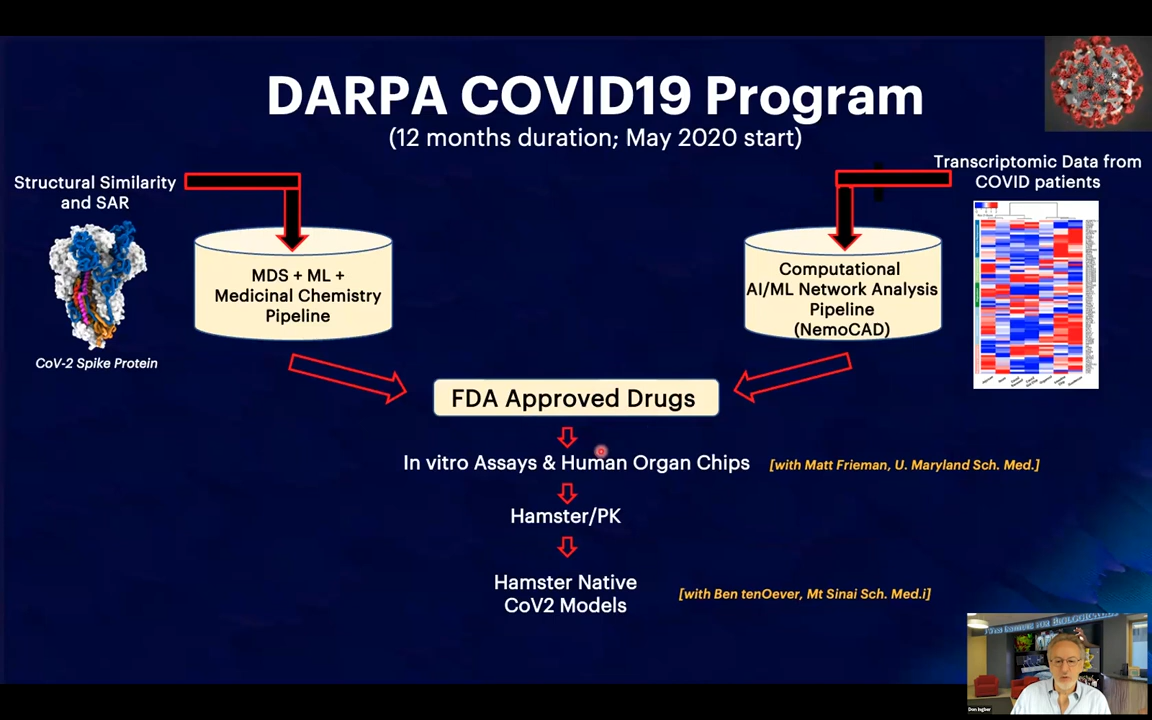 DARPA COVID19 Program
(12 months duration; May 2020 start)
Structural Similarity
and SAR
Transcriptomic Data from
COVID patients
MDS + ML +
Medicinal Chemistry
Pipeline
Computational
AI/ML Network Analysis
Pipeline
(NemoCAD)
CoV-2 Spike Protein
FDA Approved Drugs
In vitro Assays & Human Organ Chips
[with Matt Frieman, U. Maryland Sch. Med.]
Hamster/PK
Hamster Native
CoV2 Models
[with Ben tenOever, Mt Sinai Sch. Med.i]
Don Ingber